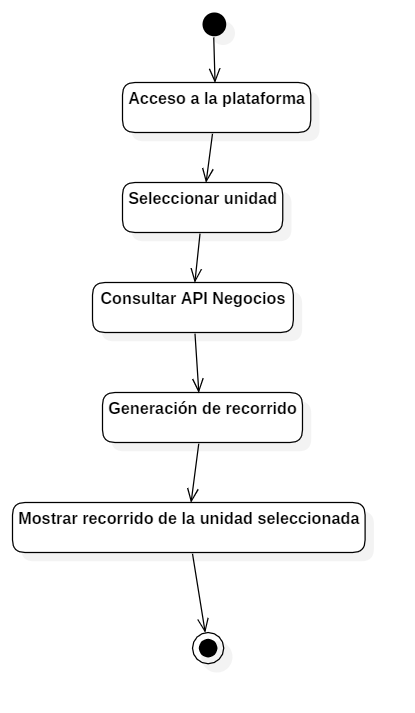 Acceso a la plataforma
Seleccionar unidad
Consultar API Negocios
Generación de recorrido
Mostrar recorrido de la unidad seleccionada